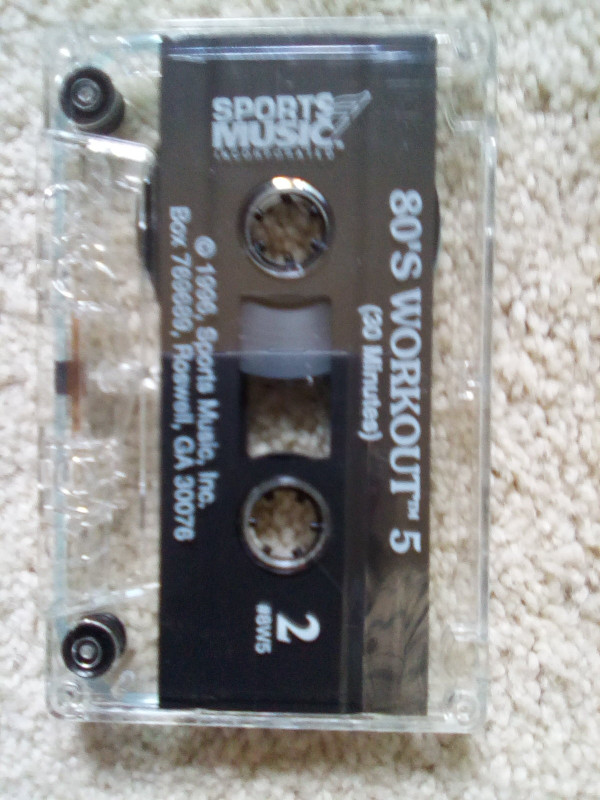 SPORTS
MUSIC
INCORPORATED
80'S WORKOUT™ 5
(30 Minutes)
2
#8W5
© 1996, Sports Music, Inc.
Box 769689, Roswell, GA 30076